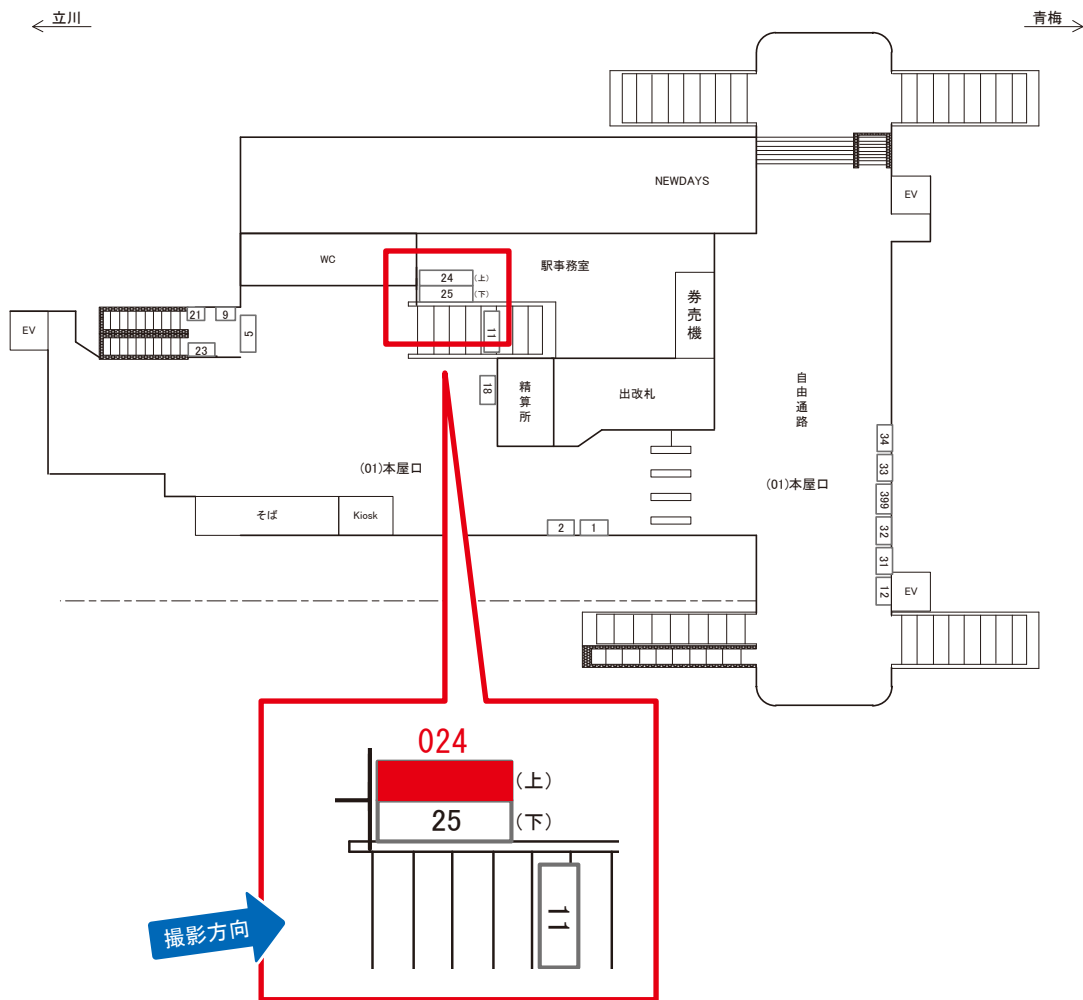 立川
青梅
NEWDAYS
EV
WC
駅事務室
24
(上)
25
(下)
券売機
21
9
5
EV
11
23
18
精算所
出改札
自由通路
34
33
(01)本屋口
(01)本屋口
399
そば
Kiosk
2
1
32
31
12
EV
024
(上)
25
(下)
11
撮影方向